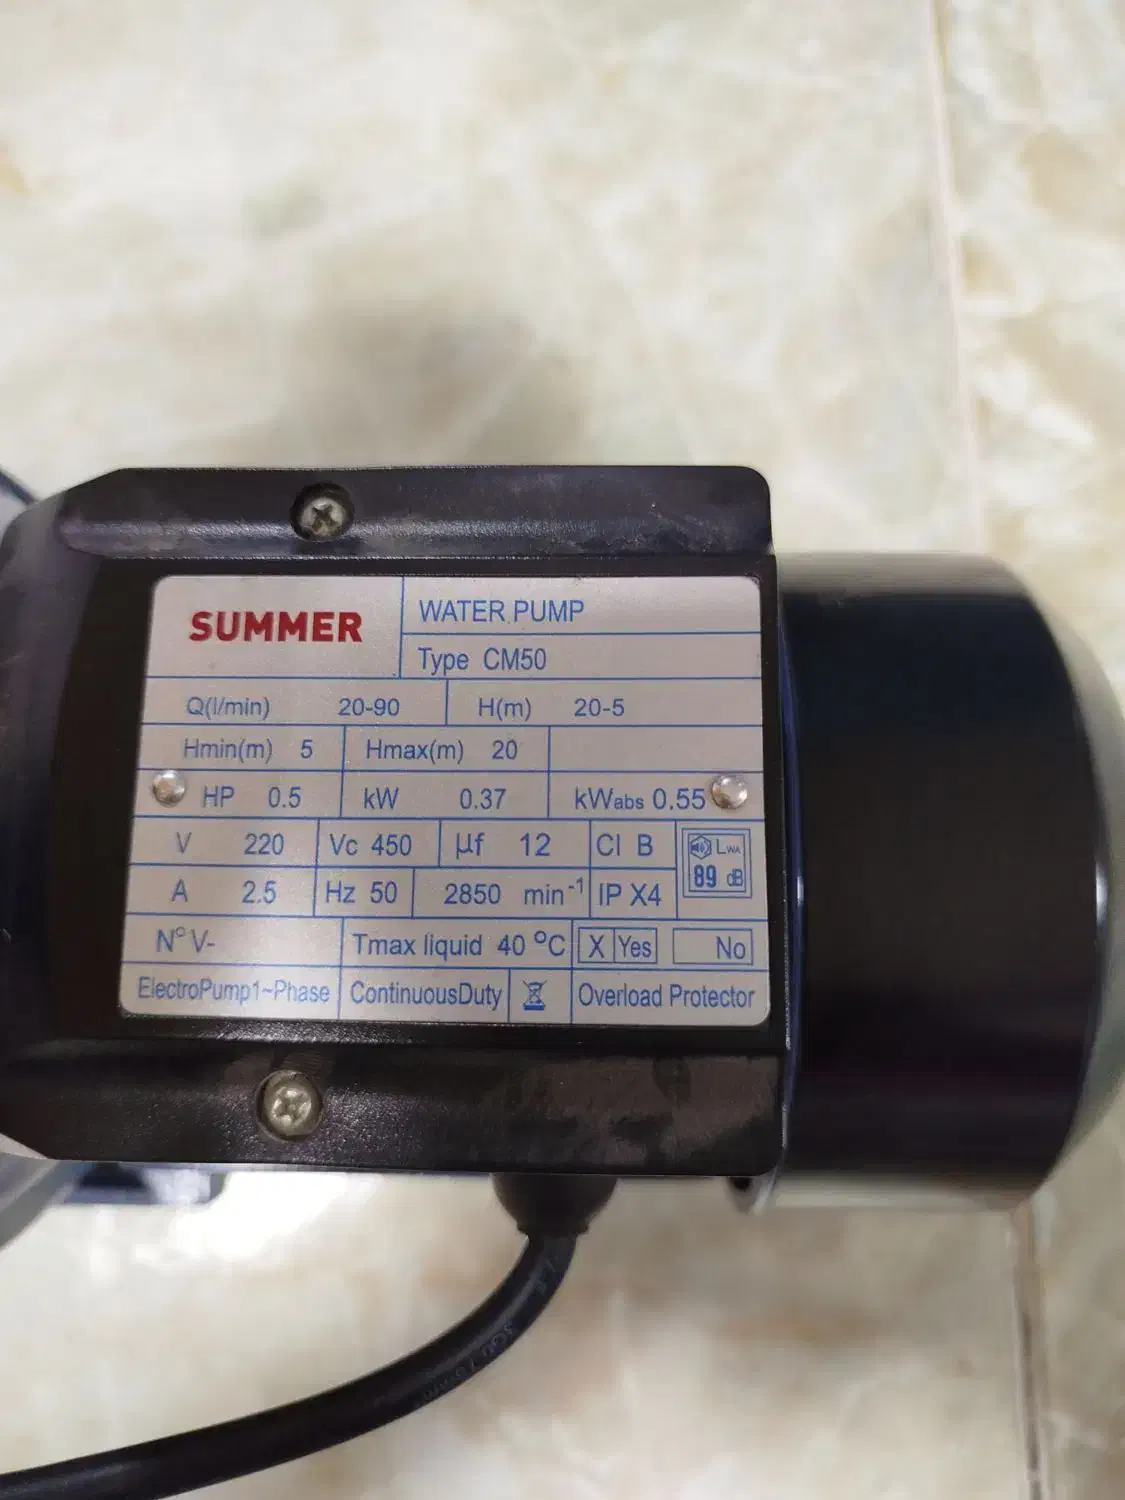 SUMMER
WATER PUMP
Type CM50
Q(l/min) 20-90 H(m) 20-5
Hmin(m) 5 Hmax(m) 20
HP 0.5 kW 0.37 kWabs 0.55
V 220 Vc 450 µf 12 Cl B LWA
A 2.5 Hz 50 2850 min⁻¹ IP X4 89 dB
N° V- Tmax liquid 40 °C X Yes No
ElectroPump1~Phase ContinuousDuty Overload Protector